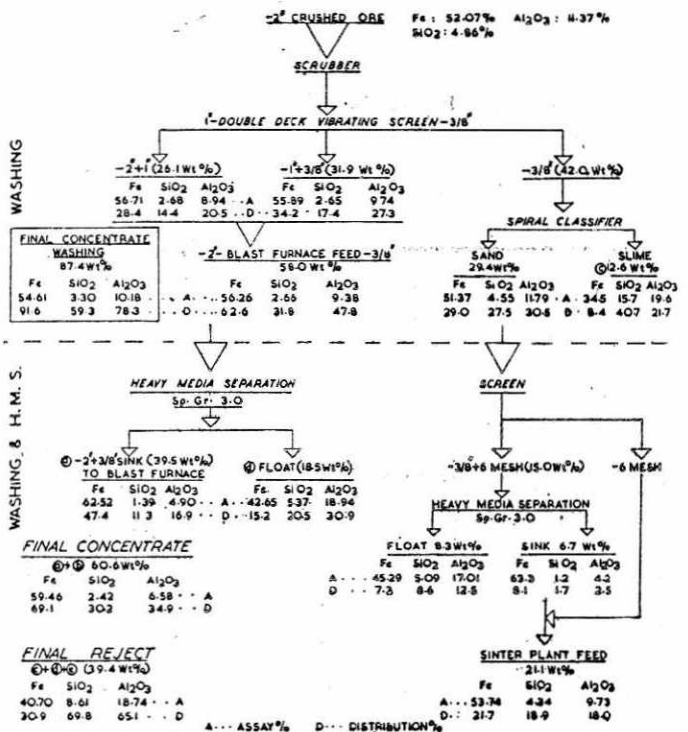 -2" CRUSHED ORE Fe : 52.07% Al2O3 : 11.37%
SiO2 : 4.86%
SCRUBBER
1"-DOUBLE DECK VIBRATING SCREEN-3/8"
WASHING
-2"+1" (26.1 Wt%) -1"+3/8" (31.9 Wt%) -3/8" (42.0 Wt%)
Fe SiO2 Al2O3 Fe SiO2 Al2O3
56.71 2.68 8.94 ..A 55.89 2.65 9.74
28.4 14.4 20.5 ..D.. 34.2 17.4 27.3
SPIRAL CLASSIFIER
FINAL CONCENTRATE
WASHING
87.4 Wt%
Fe SiO2 Al2O3
54.61 3.30 10.18
91.6 59.3 78.3
-2"- BLAST FURNACE FEED -3/8"
58.0 Wt%
Fe SiO2 Al2O3
... A ... 56.26 2.66 9.38
... D ... 62.6 31.8 47.8
SAND
29.4 Wt%
Fe SiO2 Al2O3
51.37 4.55 11.79 . A .
29.0 27.5 30.5 D .
SLIME
(c) 12.6 Wt%
Fe SiO2 Al2O3
34.5 15.7 19.6
8.4 40.7 21.7
WASHING & H.M.S.
HEAVY MEDIA SEPARATION
Sp. Gr. 3.0
SCREEN
-2"+3/8" SINK (39.5 Wt%)
TO BLAST FURNACE
Fe SiO2 Al2O3
62.52 1.39 4.90 .. A ..
47.4 11.3 16.9 .. D ..
(d) FLOAT (18.5 Wt%)
Fe SiO2 Al2O3
42.65 5.37 18.94
15.2 20.5 30.9
-3/8"+6 MESH (15.0 Wt%) -6 MESH
HEAVY MEDIA SEPARATION
Sp. Gr. 3.0
FLOAT 8.3 Wt% SINK 6.7 Wt%
Fe SiO2 Al2O3 Fe SiO2 Al2O3
A ... 45.29 5.09 17.01 63.3 1.2 4.2
D ... 7.3 8.6 12.5 8.1 1.7 2.5
FINAL CONCENTRATE
60.6 Wt%
Fe SiO2 Al2O3
59.46 2.42 6.58 .. A
69.1 30.2 34.9 .. D
FINAL REJECT
(39.4 Wt%)
Fe SiO2 Al2O3
40.70 8.61 18.74 .. A
30.9 69.8 65.1 .. D
SINTER PLANT FEED
21.1 Wt%
Fe SiO2 Al2O3
A ... 53.74 4.34 9.73
D .: 21.7 18.9 18.0
A ... ASSAY % D ... DISTRIBUTION %